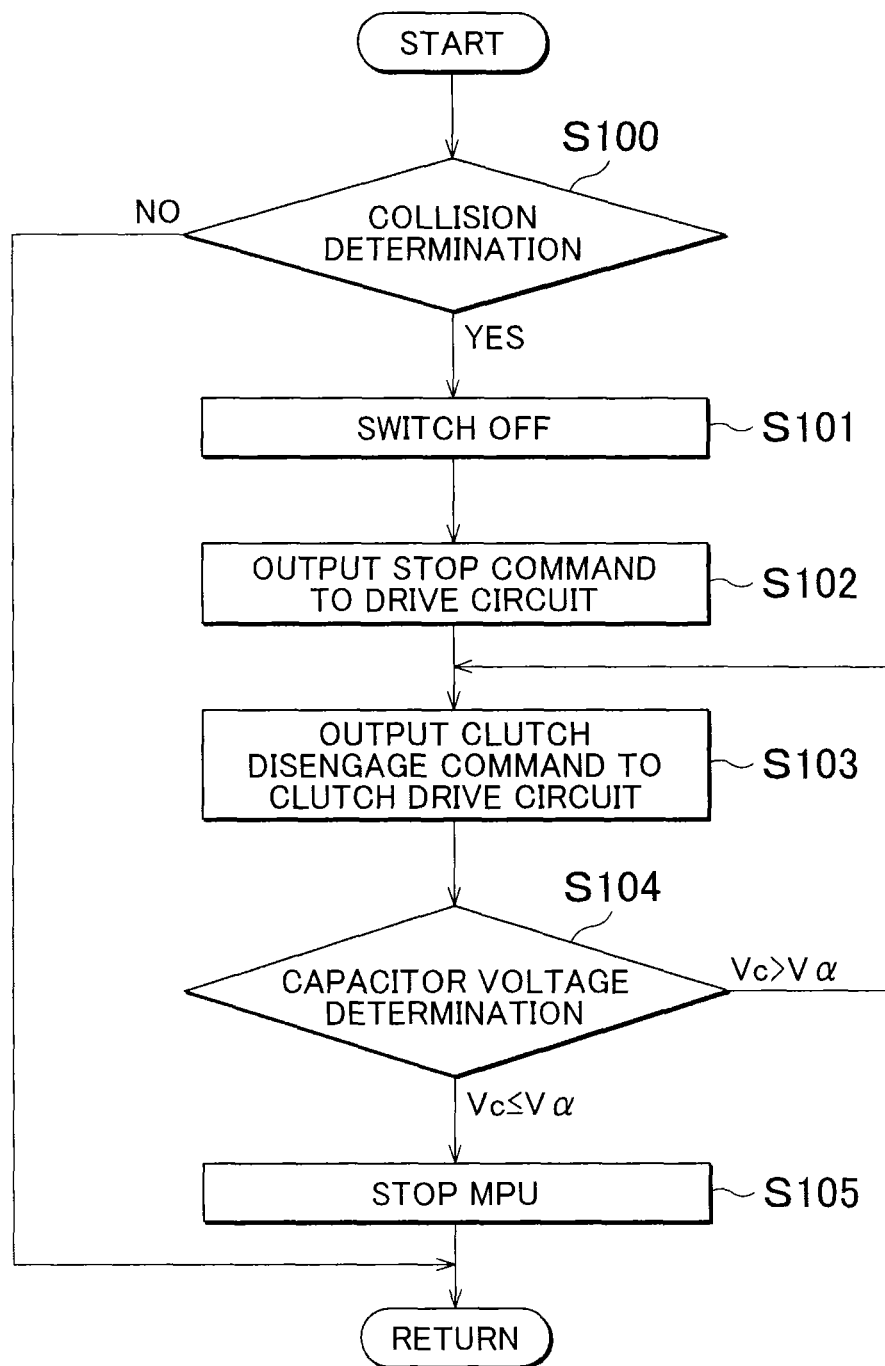 START
S100
NO
COLLISION
DETERMINATION
YES
SWITCH OFF
S101
OUTPUT STOP COMMAND
TO DRIVE CIRCUIT
S102
OUTPUT CLUTCH
DISENGAGE COMMAND TO
CLUTCH DRIVE CIRCUIT
S103
S104
CAPACITOR VOLTAGE
DETERMINATION
Vc>Vα
Vc≤Vα
STOP MPU
S105
RETURN